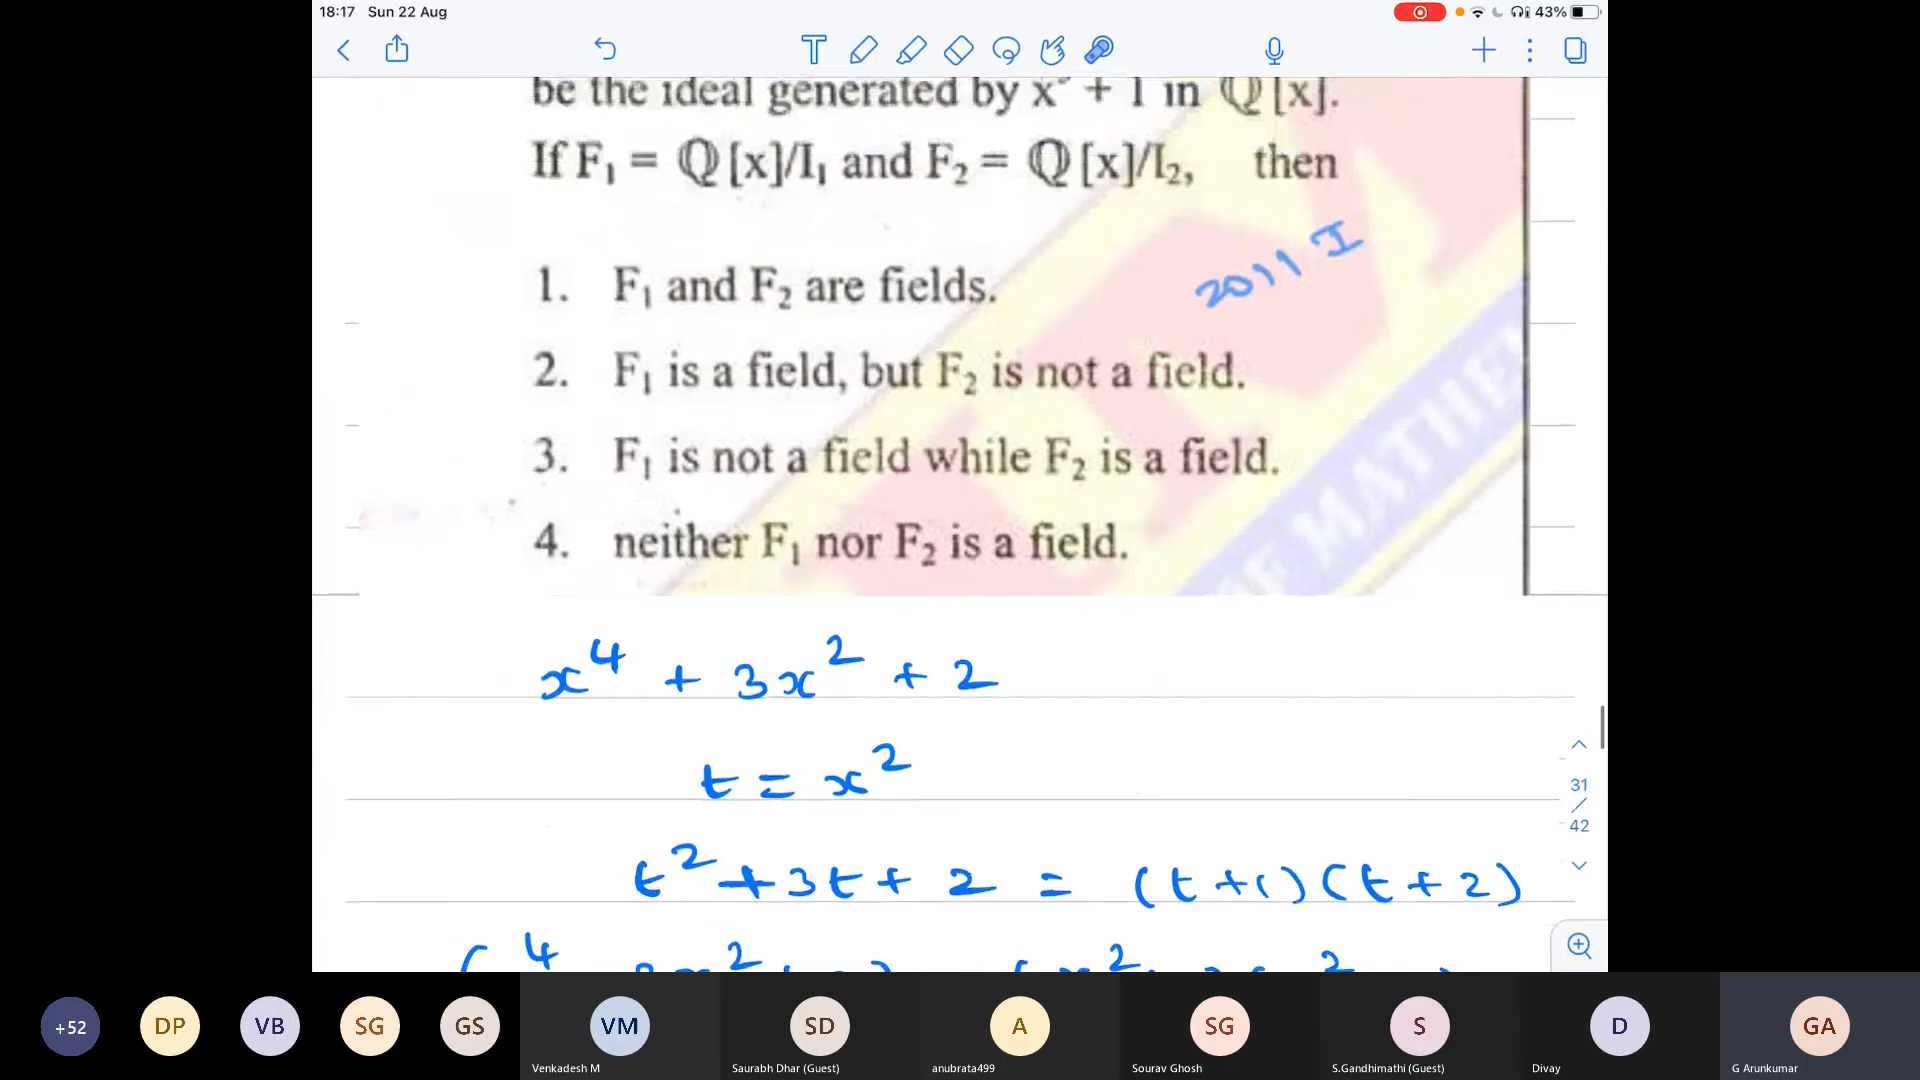 18:17 Sun 22 Aug
43%
be the ideal generated by x + 1 in ℚ [x].
If F₁ = ℚ [x]/I₁ and F₂ = ℚ [x]/I₂, then
2011 I
1. F₁ and F₂ are fields.
2. F₁ is a field, but F₂ is not a field.
3. F₁ is not a field while F₂ is a field.
4. neither F₁ nor F₂ is a field.
x⁴ + 3x² + 2
t = x²
31
/
42
t² + 3t + 2 = (t+1)(t+2)
+52 DP VB SG GS VM SD A SG S D GA
Venkadesh M Saurabh Dhar (Guest) anubrata499 Sourav Ghosh S.Gandhimathi (Guest) Divay G Arunkumar